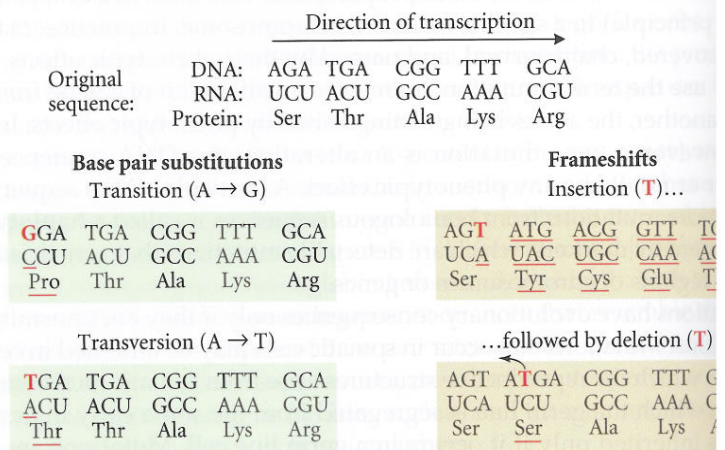 Direction of transcription
Original sequence:
DNA: AGA TGA CGG TTT GCA
RNA: UCU ACU GCC AAA CGU
Protein: Ser Thr Ala Lys Arg
Base pair substitutions
Transition (A → G)
GGA TGA CGG TTT GCA
CCU ACU GCC AAA CGU
Pro Thr Ala Lys Arg
Transversion (A → T)
TGA TGA CGG TTT GCA
ACU ACU GCC AAA CGU
Thr Thr Ala Lys Arg
Frameshifts
Insertion (T)...
AGT ATG ACG GTT
UCA UAC UGC CAA
Ser Tyr Cys Glu T
...followed by deletion (T)
AGT ATGA CGG TTT G
UCA UCU GCC AAA C
Ser Ser Ala Lys